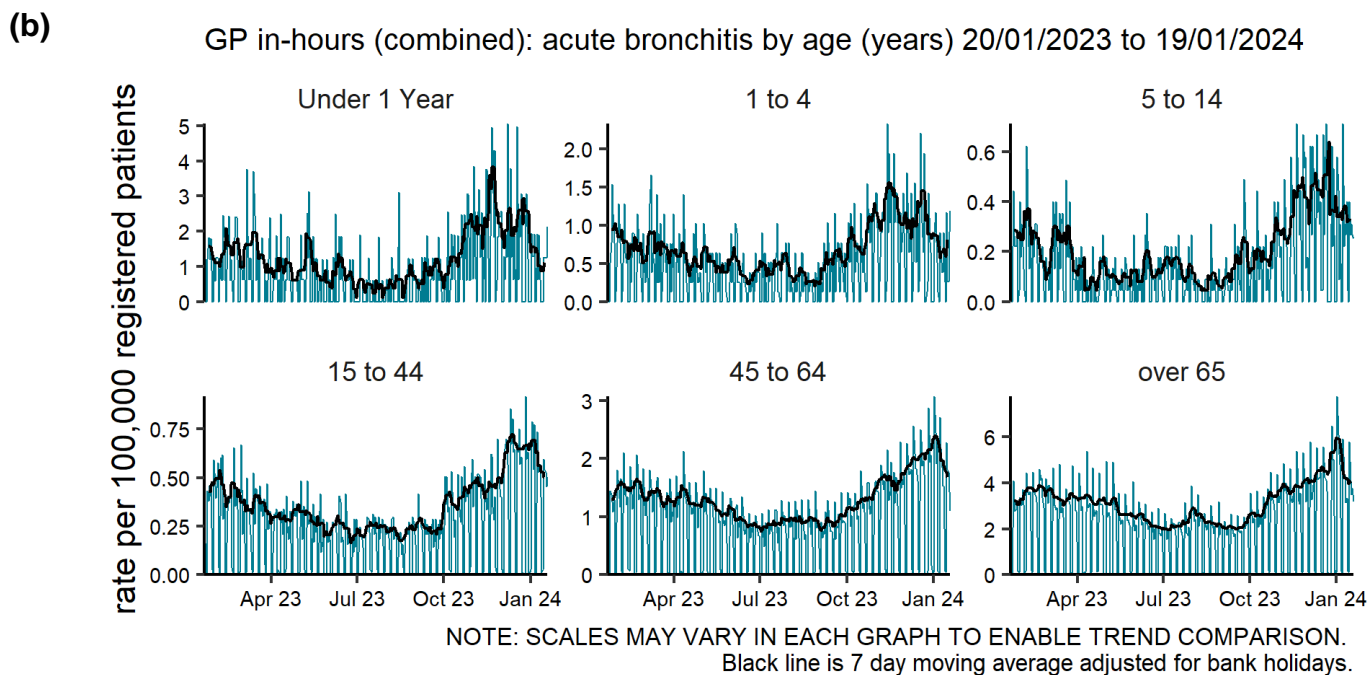 (b)
GP in-hours (combined): acute bronchitis by age (years) 20/01/2023 to 19/01/2024
rate per 100,000 registered patients
Under 1 Year
5
4
3
2
1
0
1 to 4
2.0
1.5
1.0
0.5
0.0
5 to 14
0.6
0.4
0.2
0.0
15 to 44
0.75
0.50
0.25
0.00
Apr 23 Jul 23 Oct 23 Jan 24
45 to 64
3
2
1
0
Apr 23 Jul 23 Oct 23 Jan 24
over 65
6
4
2
0
Apr 23 Jul 23 Oct 23 Jan 24
NOTE: SCALES MAY VARY IN EACH GRAPH TO ENABLE TREND COMPARISON.
Black line is 7 day moving average adjusted for bank holidays.